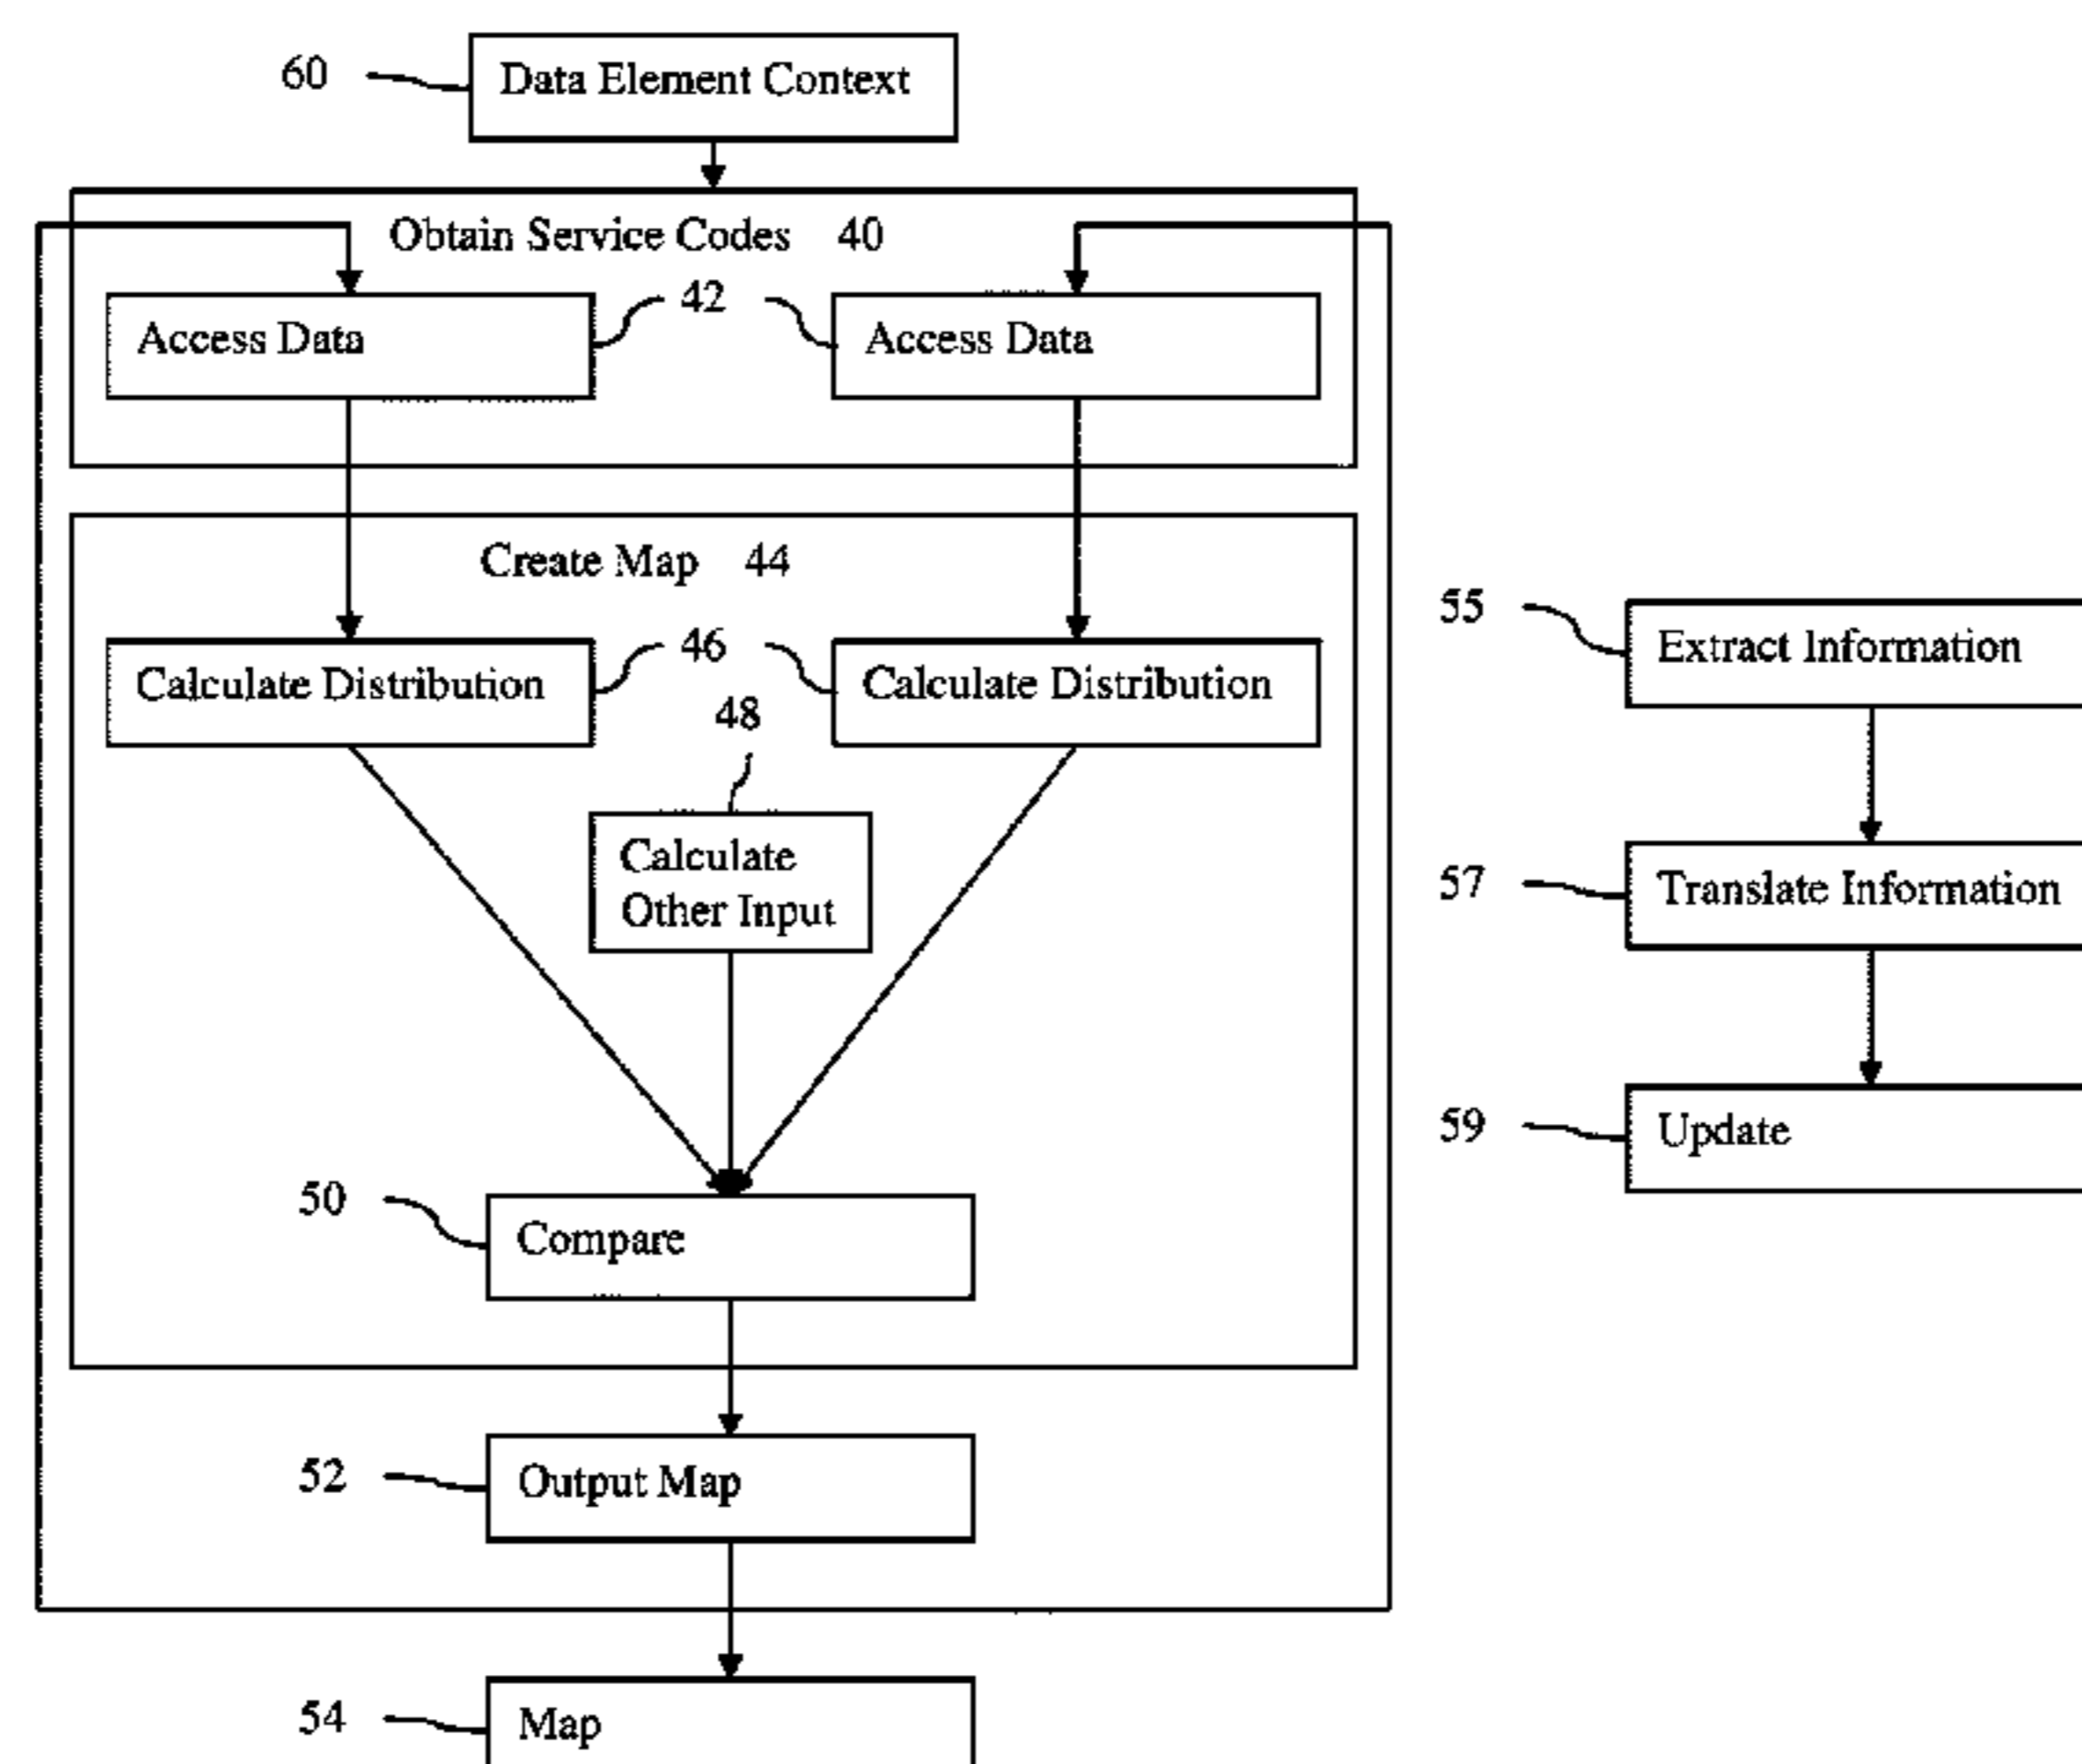 60
Data Element Context
Obtain Service Codes 40
42
Access Data
Access Data
Create Map 44
46
Calculate Distribution
Calculate Distribution
48
Calculate
Other Input
50
Compare
52
Output Map
54
Map
55
Extract Information
57
Translate Information
59
Update